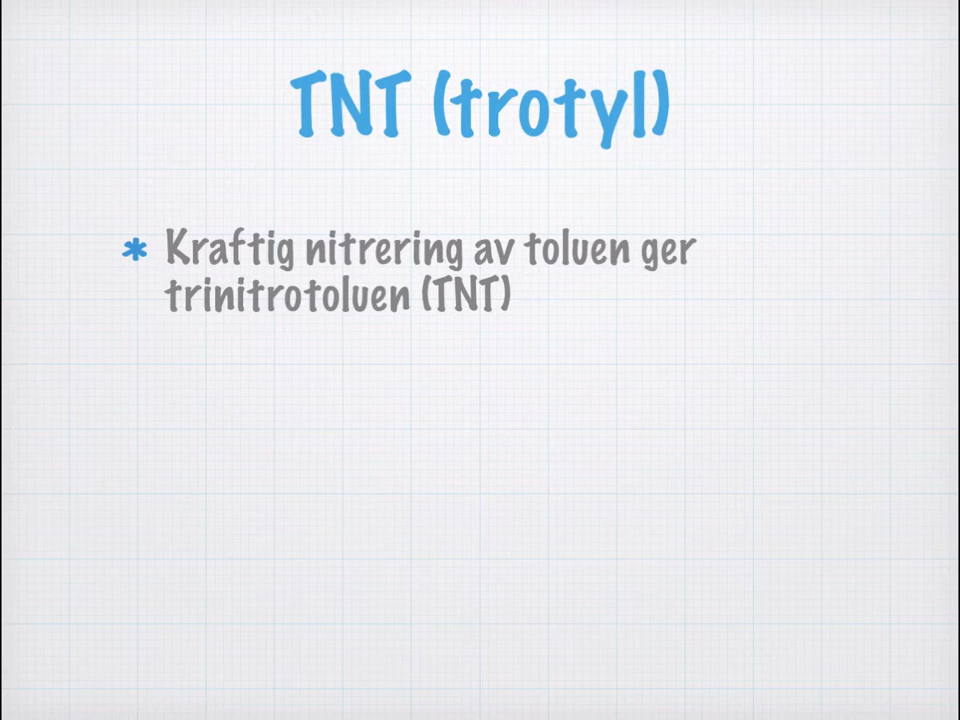 TNT (trotyl)
* Kraftig nitrering av toluen ger
trinitrotoluen (TNT)